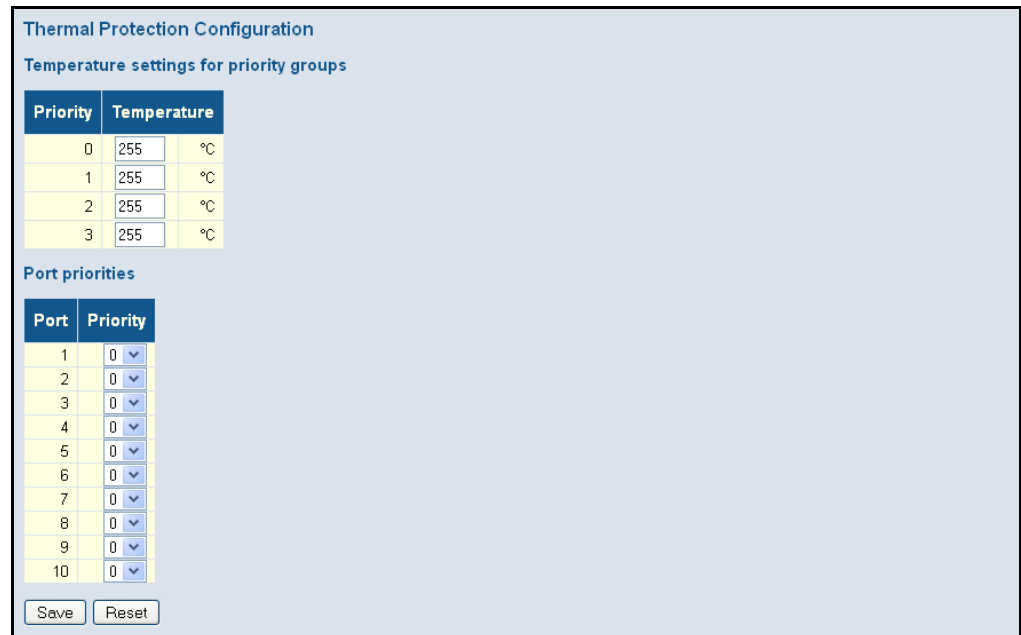 Thermal Protection Configuration
Temperature settings for priority groups
Priority Temperature
0 255 °C
1 255 °C
2 255 °C
3 255 °C
Port priorities
Port Priority
1 0
2 0
3 0
4 0
5 0
6 0
7 0
8 0
9 0
10 0
Save Reset